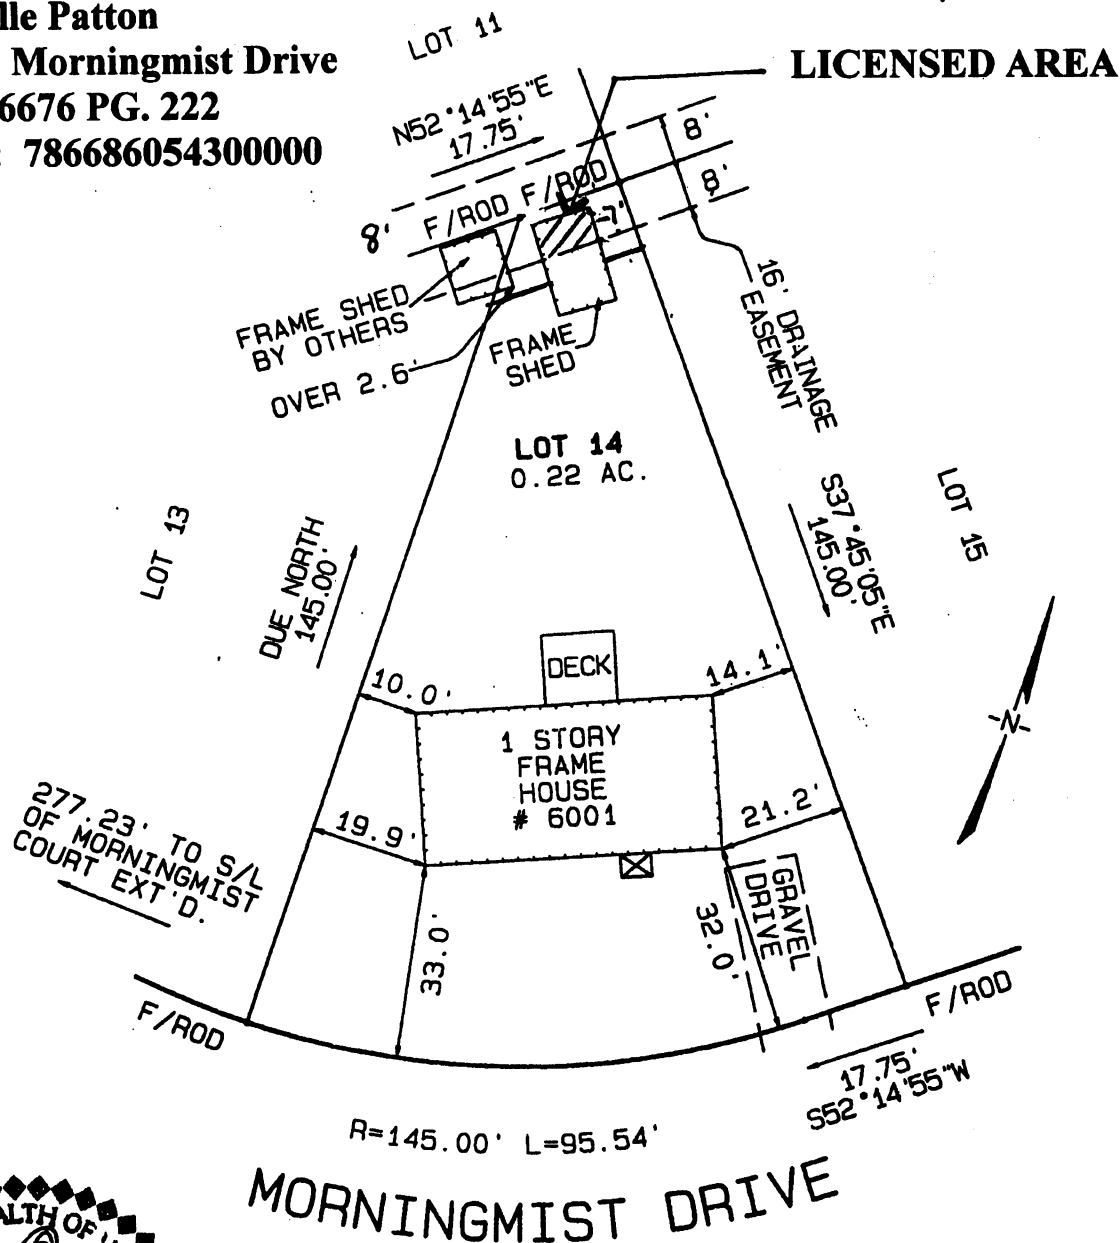 lle Patton
Morningmist Drive
6676 PG. 222
: 786686054300000
LICENSED AREA
LOT 11
N52°14'55"E
17.75'
8'
8'
8'
F/ROD
F/ROD
7'
FRAME SHED
BY OTHERS
OVER 2.6'
FRAME
SHED
16' DRAINAGE
EASEMENT
LOT 14
0.22 AC.
LOT 13
DUE NORTH
145.00'
S37°45'05"E
145.00'
LOT 15
DECK
10.0'
14.1'
1 STORY
FRAME
HOUSE
# 6001
-N-
19.9'
21.2'
277.23' TO S/L
OF MORNINGMIST
COURT EXT'D.
33.0'
32.0'
GRAVEL
DRIVE
F/ROD
F/ROD
17.75'
S52°14'55"W
R=145.00' L=95.54'
MORNINGMIST DRIVE
ALTH OF